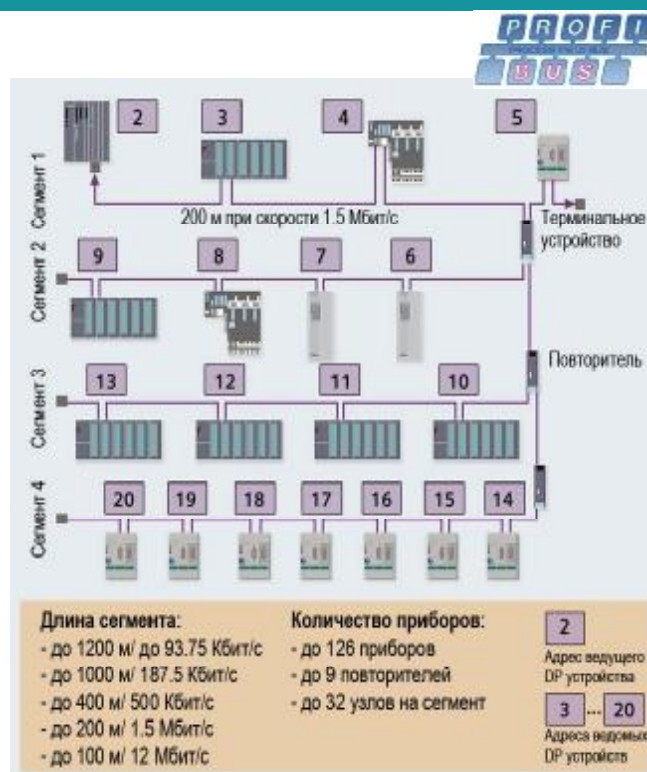 PROFI
PROCESS FIELD BUS
BUS
2
3
4
5
Сегмент 1
200 м при скорости 1.5 Мбит/с
Терминальное
устройство
Сегмент 2
9
8
7
6
Повторитель
Сегмент 3
13
12
11
10
Сегмент 4
20
19
18
17
16
15
14
Длина сегмента:
- до 1200 м/ до 93.75 Кбит/с
- до 1000 м/ 187.5 Кбит/с
- до 400 м/ 500 Кбит/с
- до 200 м/ 1.5 Мбит/с
- до 100 м/ 12 Мбит/с
Количество приборов:
- до 126 приборов
- до 9 повторителей
- до 32 узлов на сегмент
2
Адрес ведущего
DP устройства
3 ... 20
Адреса ведомых
DP устройств